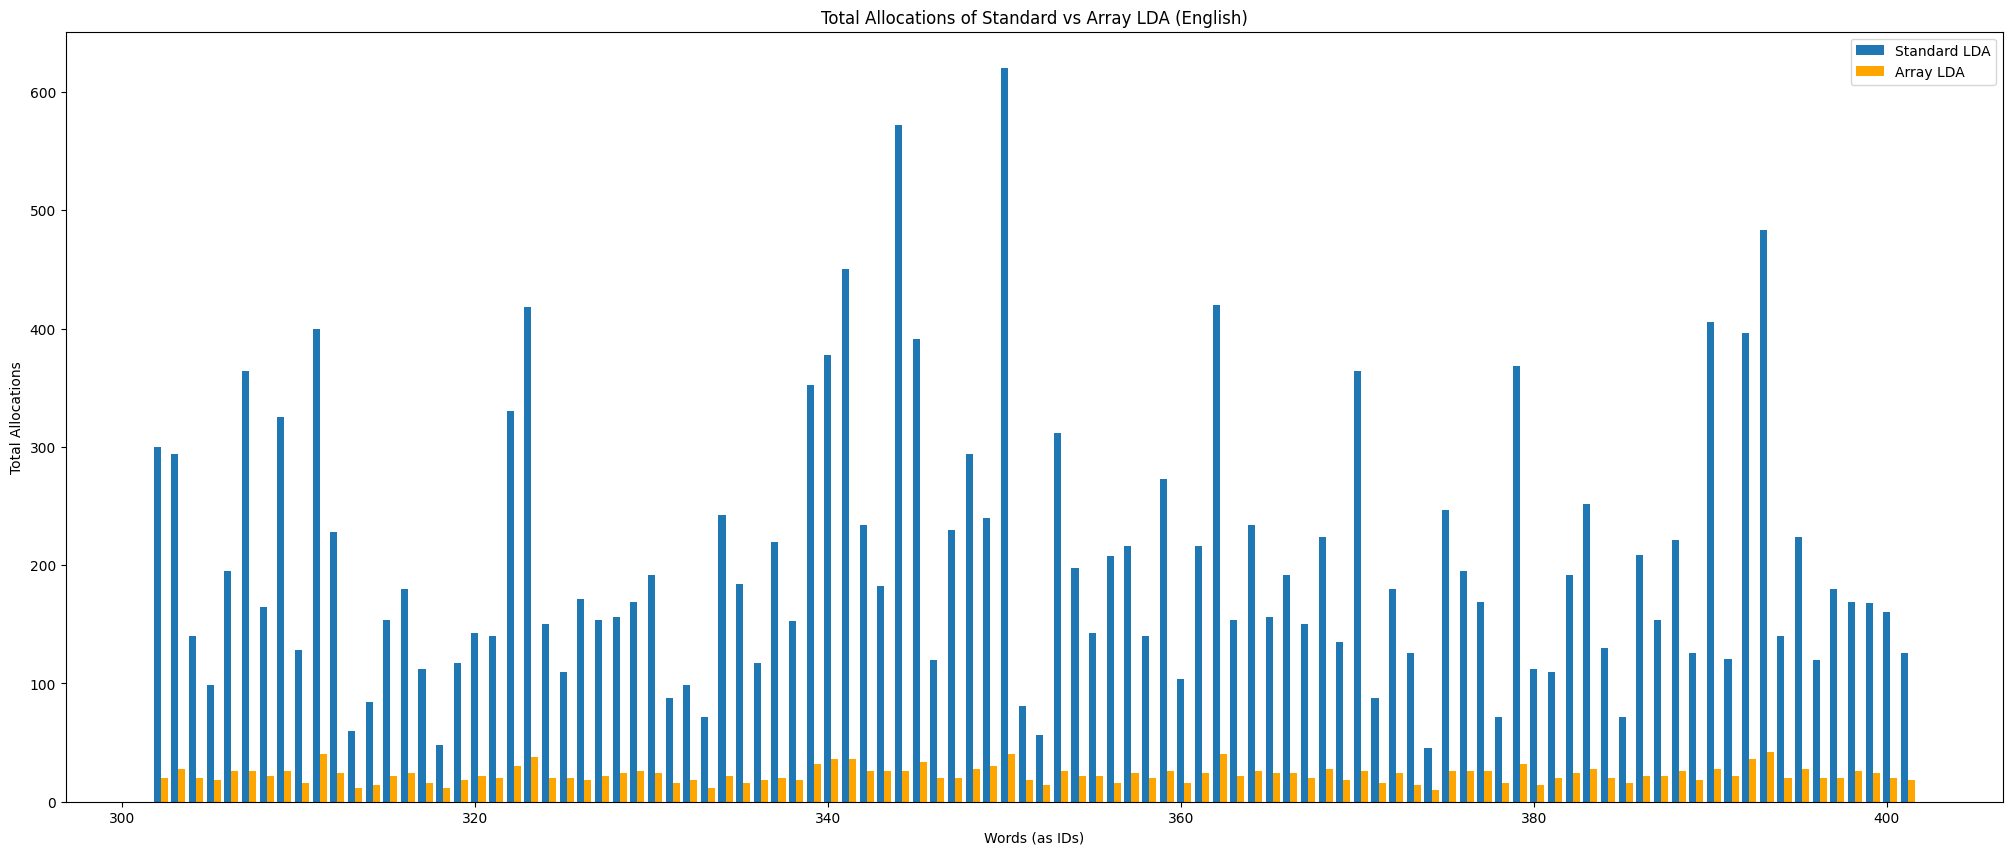 Total Allocations of Standard vs Array LDA (English)
Standard LDA
Array LDA
Total Allocations
600
500
400
300
200
100
0
300 320 340 360 380 400
Words (as IDs)